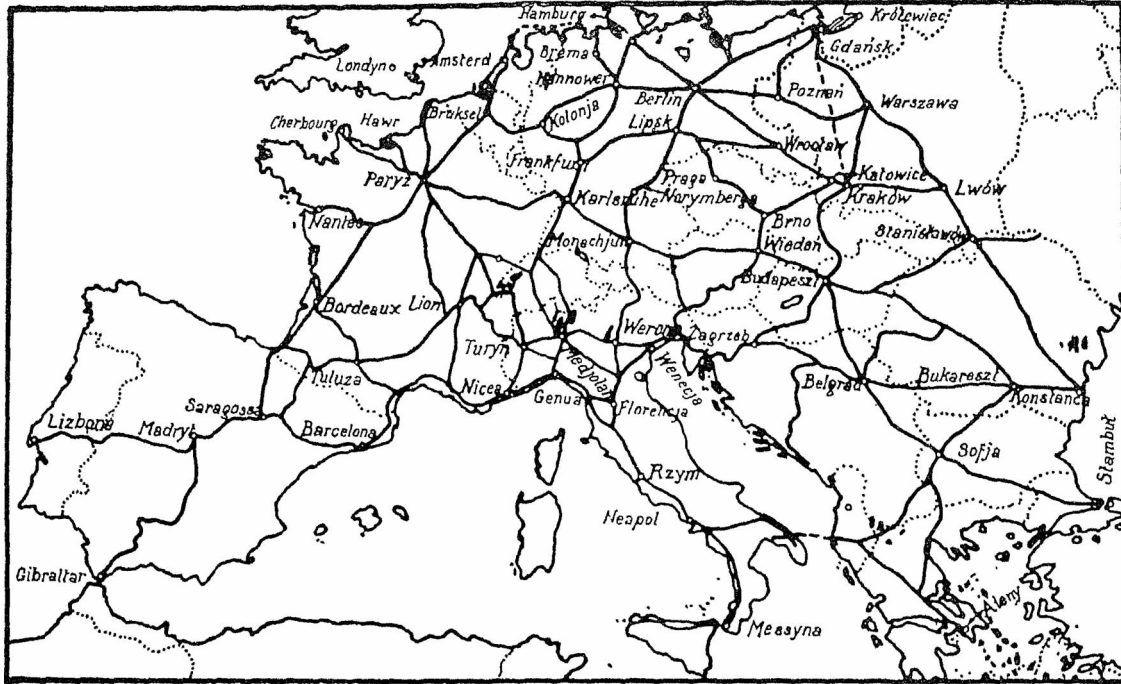 Hamburg
Królewiec
Brema
Gdańsk
Londyno
Amsterd
Hannower
Berlin
Poznań
Warszawa
Bruksel
Kolonja
Lipsk
Cherbourg
Hawr
Wrocław
Frankfur
Paryż
Praga
Katowice
Karlsruhe
Norymberga
Kraków
Lwów
Nantes
Brno
Stanisławów
Monachjum
Wiedeń
Budapeszt
Bordeaux
Lion
Werona
Zagrzeb
Turyn
Medjolan
Wenecja
Tuluza
Nicea
Belgrad
Bukareszt
Genua
Florencja
Konstanca
Saragossa
Lizbona
Madryt
Barcelona
Sofja
Stambuł
Rzym
Neapol
Gibraltar
Ateny
Messyna